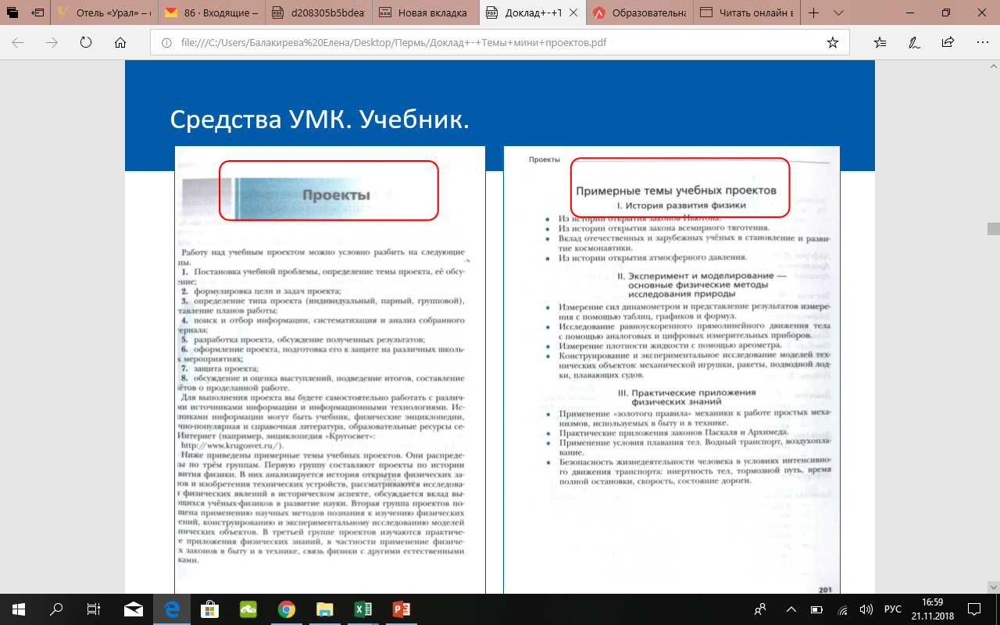 Отель «Урал» – с
86 · Входящие –
d208305b5bdea
Новая вкладка
Доклад+-+Т
Образовательна
Читать онлайн в
file:///C:/Users/Балакирева%20Елена/Desktop/Пермь/Доклад+-+Темы+мини+проектов.pdf
Средства УМК. Учебник.
Проекты
Работу над учебным проектом можно условно разбить на следующие
пы.
1. Постановка учебной проблемы, определение темы проекта, её обсу-
ение;
2. формулировка цели и задач проекта;
3. определение типа проекта (индивидуальный, парный, групповой),
тавление планов работы;
4. поиск и отбор информации, систематизация и анализ собранного
териала;
5. разработка проекта, обсуждение полученных результатов;
6. оформление проекта, подготовка его к защите на различных школь-
х мероприятиях;
7. защита проекта;
8. обсуждение и оценка выступлений, подведение итогов, составление
чётов о проделанной работе.
Для выполнения проекта вы будете самостоятельно работать с различ-
ми источниками информации и информационными технологиями. Ис-
никами информации могут быть учебник, физические энциклопедии,
чно-популярная и справочная литература, образовательные ресурсы се-
Интернет (например, энциклопедия «Кругосвет»:
http://www.krugosvet.ru/).
Ниже приведены примерные темы учебных проектов. Они распреде-
ы по трём группам. Первую группу составляют проекты по истории
вития физики. В них анализируется история открытия физических за-
нов и изобретения технических устройств, рассматриваются исследова-
я физических явлений в историческом аспекте, обсуждается вклад вы-
ющихся учёных-физиков в развитие науки. Вторая группа проектов по-
щена применению научных методов познания к изучению физических
ений, конструированию и экспериментальному исследованию моделей
нических объектов. В третьей группе проектов изучаются практиче-
е приложения физических знаний, в частности применение физиче-
х законов в быту и в технике, связь физики с другими естественными
ками.
Проекты
Примерные темы учебных проектов
I. История развития физики
• Из истории открытия законов Ньютона.
• Из истории открытия закона всемирного тяготения.
• Вклад отечественных и зарубежных учёных в становление и разви-
тие космонавтики.
• Из истории открытия атмосферного давления.
II. Эксперимент и моделирование —
основные физические методы
исследования природы
• Измерение сил динамометром и представление результатов измере-
ния с помощью таблиц, графиков и формул.
• Исследование равноускоренного прямолинейного движения тела
с помощью аналоговых и цифровых измерительных приборов.
• Измерение плотности жидкости с помощью ареометра.
• Конструирование и экспериментальное исследование моделей тех-
нических объектов: механической игрушки, ракеты, подводной лод-
ки, плавающих судов.
III. Практические приложения
физических знаний
• Применение «золотого правила» механики к работе простых меха-
низмов, используемых в быту и в технике.
• Практические приложения законов Паскаля и Архимеда.
• Применение условия плавания тел. Водный транспорт, воздухопла-
вание.
• Безопасность жизнедеятельности человека в условиях интенсивно-
го движения транспорта: инертность тел, тормозной путь, время
полной остановки, скорость, состояние дороги.
201
РУС
16:59
21.11.2018